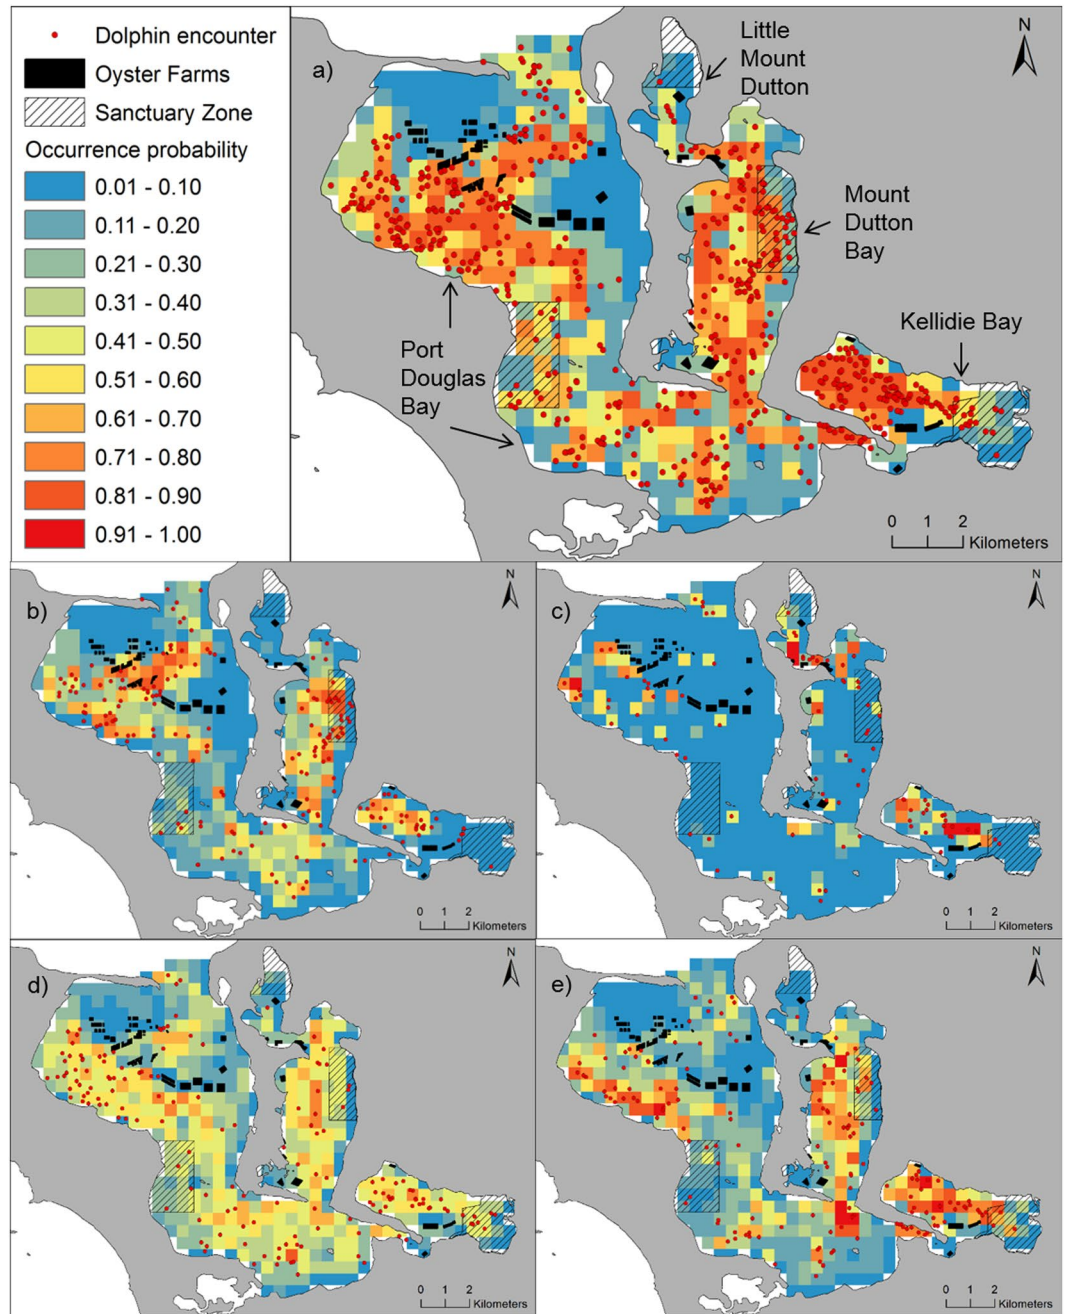 Dolphin encounter
Oyster Farms
Sanctuary Zone
Occurrence probability
0.01 - 0.10
0.11 - 0.20
0.21 - 0.30
0.31 - 0.40
0.41 - 0.50
0.51 - 0.60
0.61 - 0.70
0.71 - 0.80
0.81 - 0.90
0.91 - 1.00
a)
Little
Mount
Dutton
N
Mount
Dutton
Bay
Kellidie Bay
Port
Douglas
Bay
0 1 2
Kilometers
b)
N
0 1 2
Kilometers
c)
N
0 1 2
Kilometers
d)
N
0 1 2
Kilometers
e)
N
0 1 2
Kilometers